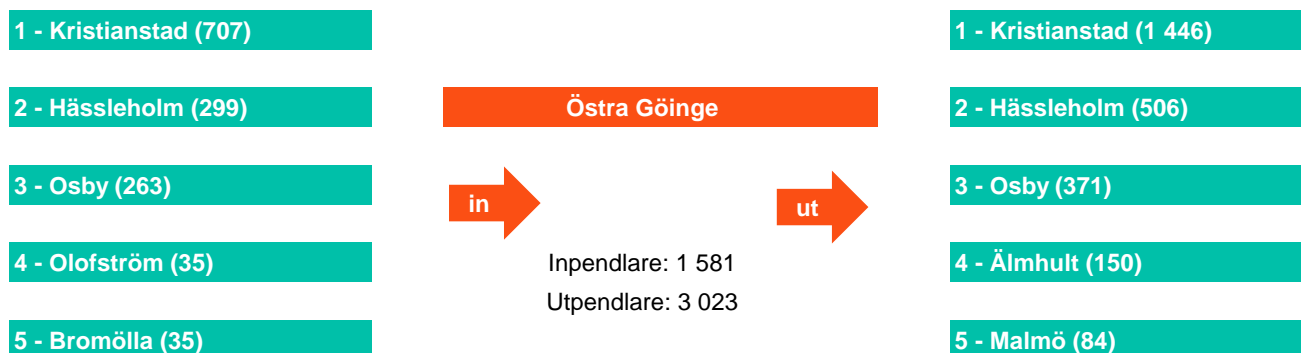 1 - Kristianstad (707)
2 - Hässleholm (299)
3 - Osby (263)
4 - Olofström (35)
5 - Bromölla (35)
Östra Göinge
in
ut
Inpendlare: 1 581
Utpendlare: 3 023
1 - Kristianstad (1 446)
2 - Hässleholm (506)
3 - Osby (371)
4 - Älmhult (150)
5 - Malmö (84)